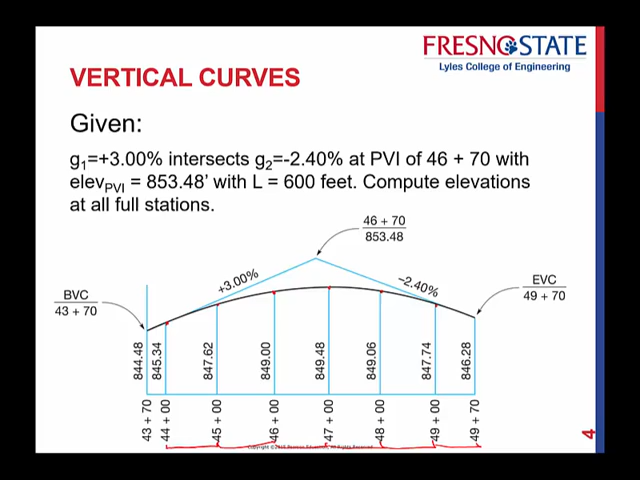 FRESNO STATE
Lyles College of Engineering
VERTICAL CURVES
Given:
g1=+3.00% intersects g2=-2.40% at PVI of 46 + 70 with
elevPVI = 853.48' with L = 600 feet. Compute elevations
at all full stations.
46 + 70
853.48
+3.00%
−2.40%
BVC
43 + 70
EVC
49 + 70
844.48
845.34
847.62
849.00
849.48
849.06
847.74
846.28
43 + 70
44 + 00
45 + 00
46 + 00
47 + 00
48 + 00
49 + 00
49 + 70
4